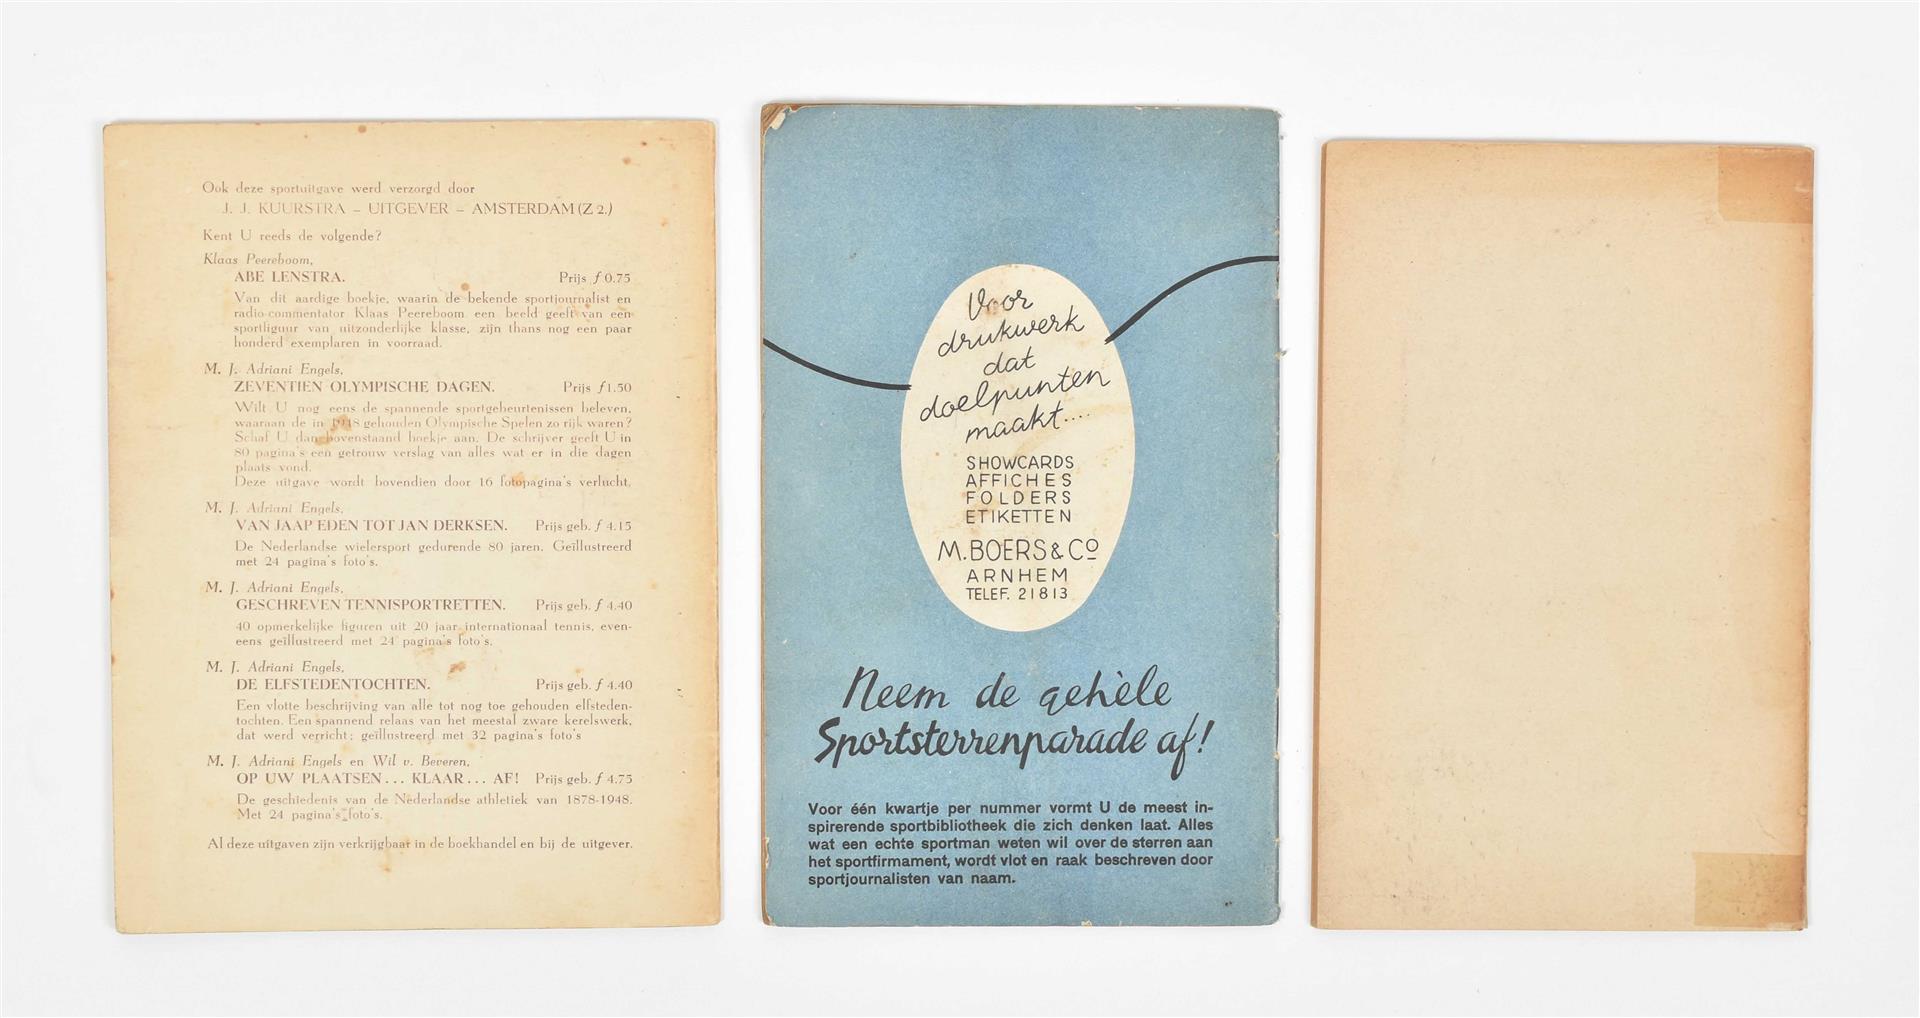 Ook deze sportuitgave werd verzorgd door
J. J. KUURSTRA – UITGEVER – AMSTERDAM (Z 2.)
Kent U reeds de volgende?
Klaas Peereboom,
ABE LENSTRA. Prijs f 0.75
Van dit aardige boekje, waarin de bekende sportjournalist en
radio-commentator Klaas Peereboom een beeld geeft van een
sportfiguur van uitzonderlijke klasse, zijn thans nog een paar
honderd exemplaren in voorraad.
M. J. Adriani Engels,
ZEVENTIEN OLYMPISCHE DAGEN. Prijs f 1.50
Wilt U nog eens de spannende sportgebeurtenissen beleven,
waaraan de in 1948 gehouden Olympische Spelen zo rijk waren?
Schaf U dan bovenstaand boekje aan. De schrijver geeft U in
80 pagina's een getrouw verslag van alles wat er in die dagen
plaats vond.
Deze uitgave wordt bovendien door 16 fotopagina's verlucht.
M. J. Adriani Engels,
VAN JAAP EDEN TOT JAN DERKSEN. Prijs geb. f 4.15
De Nederlandse wielersport gedurende 80 jaren. Geïllustreerd
met 24 pagina's foto's.
M. J. Adriani Engels,
GESCHREVEN TENNISPORTRETTEN. Prijs geb. f 4.40
40 opmerkelijke figuren uit 20 jaar internationaal tennis, even-
eens geïllustreerd met 24 pagina's foto's.
M. J. Adriani Engels,
DE ELFSTEDENTOCHTEN. Prijs geb. f 4.40
Een vlotte beschrijving van alle tot nog toe gehouden elfsteden-
tochten. Een spannend relaas van het meestal zware kerelswerk,
dat werd verricht; geïllustreerd met 32 pagina's foto's
M. J. Adriani Engels en Wil v. Beveren,
OP UW PLAATSEN... KLAAR... AF! Prijs geb. f 4.75
De geschiedenis van de Nederlandse athletiek van 1878-1948.
Met 24 pagina's foto's.
Al deze uitgaven zijn verkrijgbaar in de boekhandel en bij de uitgever.
Voor
drukwerk
dat
doelpunten
maakt....
SHOWCARDS
AFFICHES
FOLDERS
ETIKETTEN
M. BOERS & Co
ARNHEM
TELEF. 21813
Neem de gehèle
Sportsterrenparade af!
Voor één kwartje per nummer vormt U de meest in-
spirerende sportbibliotheek die zich denken laat. Alles
wat een echte sportman weten wil over de sterren aan
het sportfirmament, wordt vlot en raak beschreven door
sportjournalisten van naam.